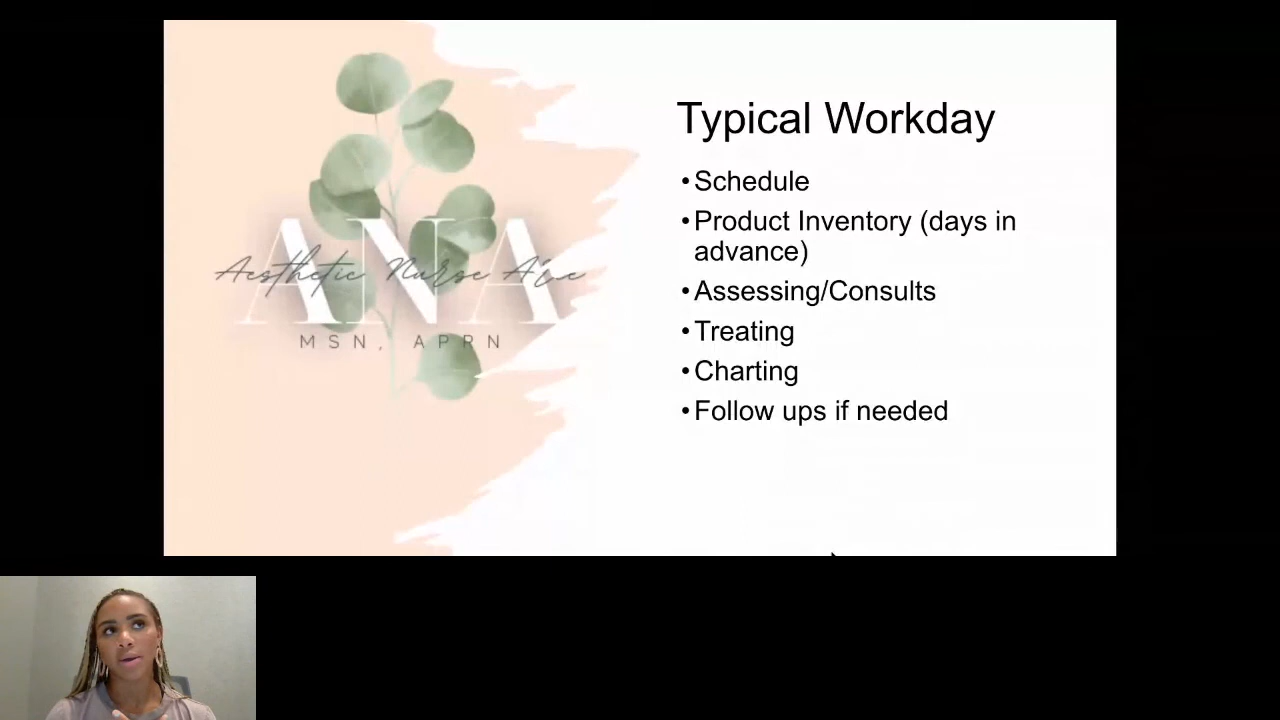 Typical Workday
•Schedule
•Product Inventory (days in
advance)
•Assessing/Consults
•Treating
•Charting
•Follow ups if needed
ANA
Aesthetic Nurse
MSN, APRN